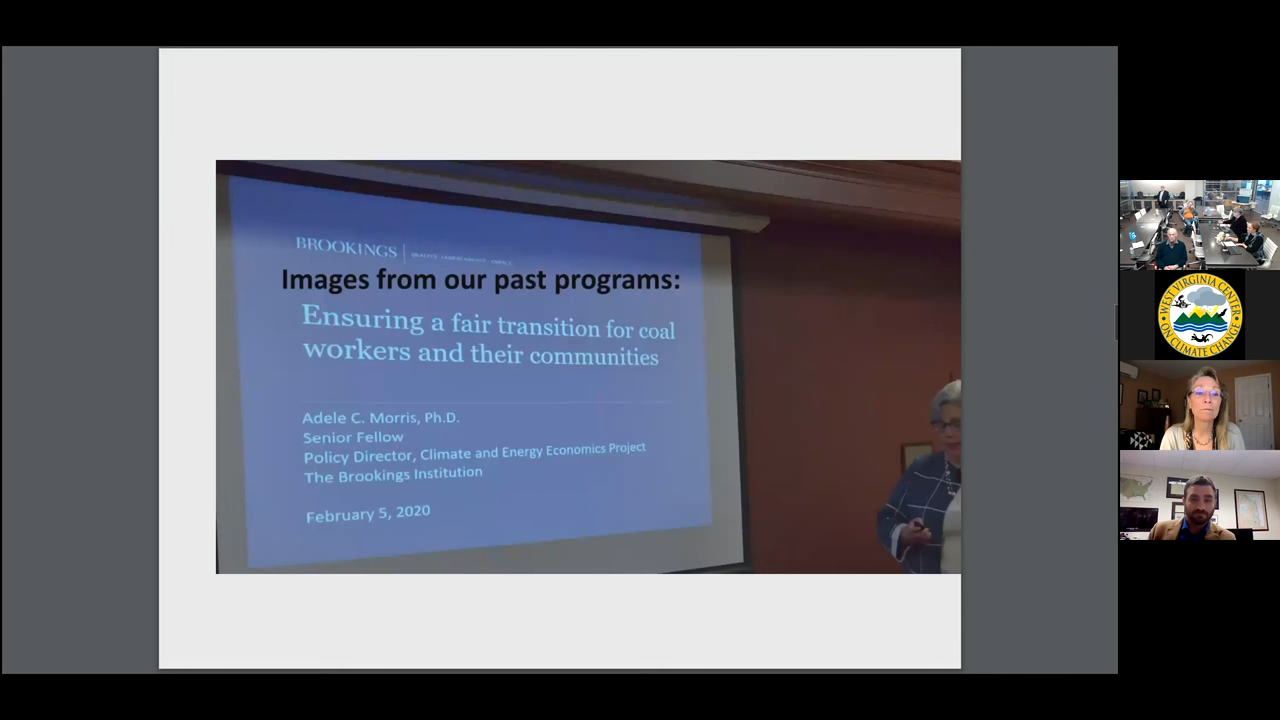 BROOKINGS
Images from our past programs:
Ensuring a fair transition for coal
workers and their communities
Adele C. Morris, Ph.D.
Senior Fellow
Policy Director, Climate and Energy Economics Project
The Brookings Institution
February 5, 2020
WEST VIRGINIA CENTER
ON CLIMATE CHANGE